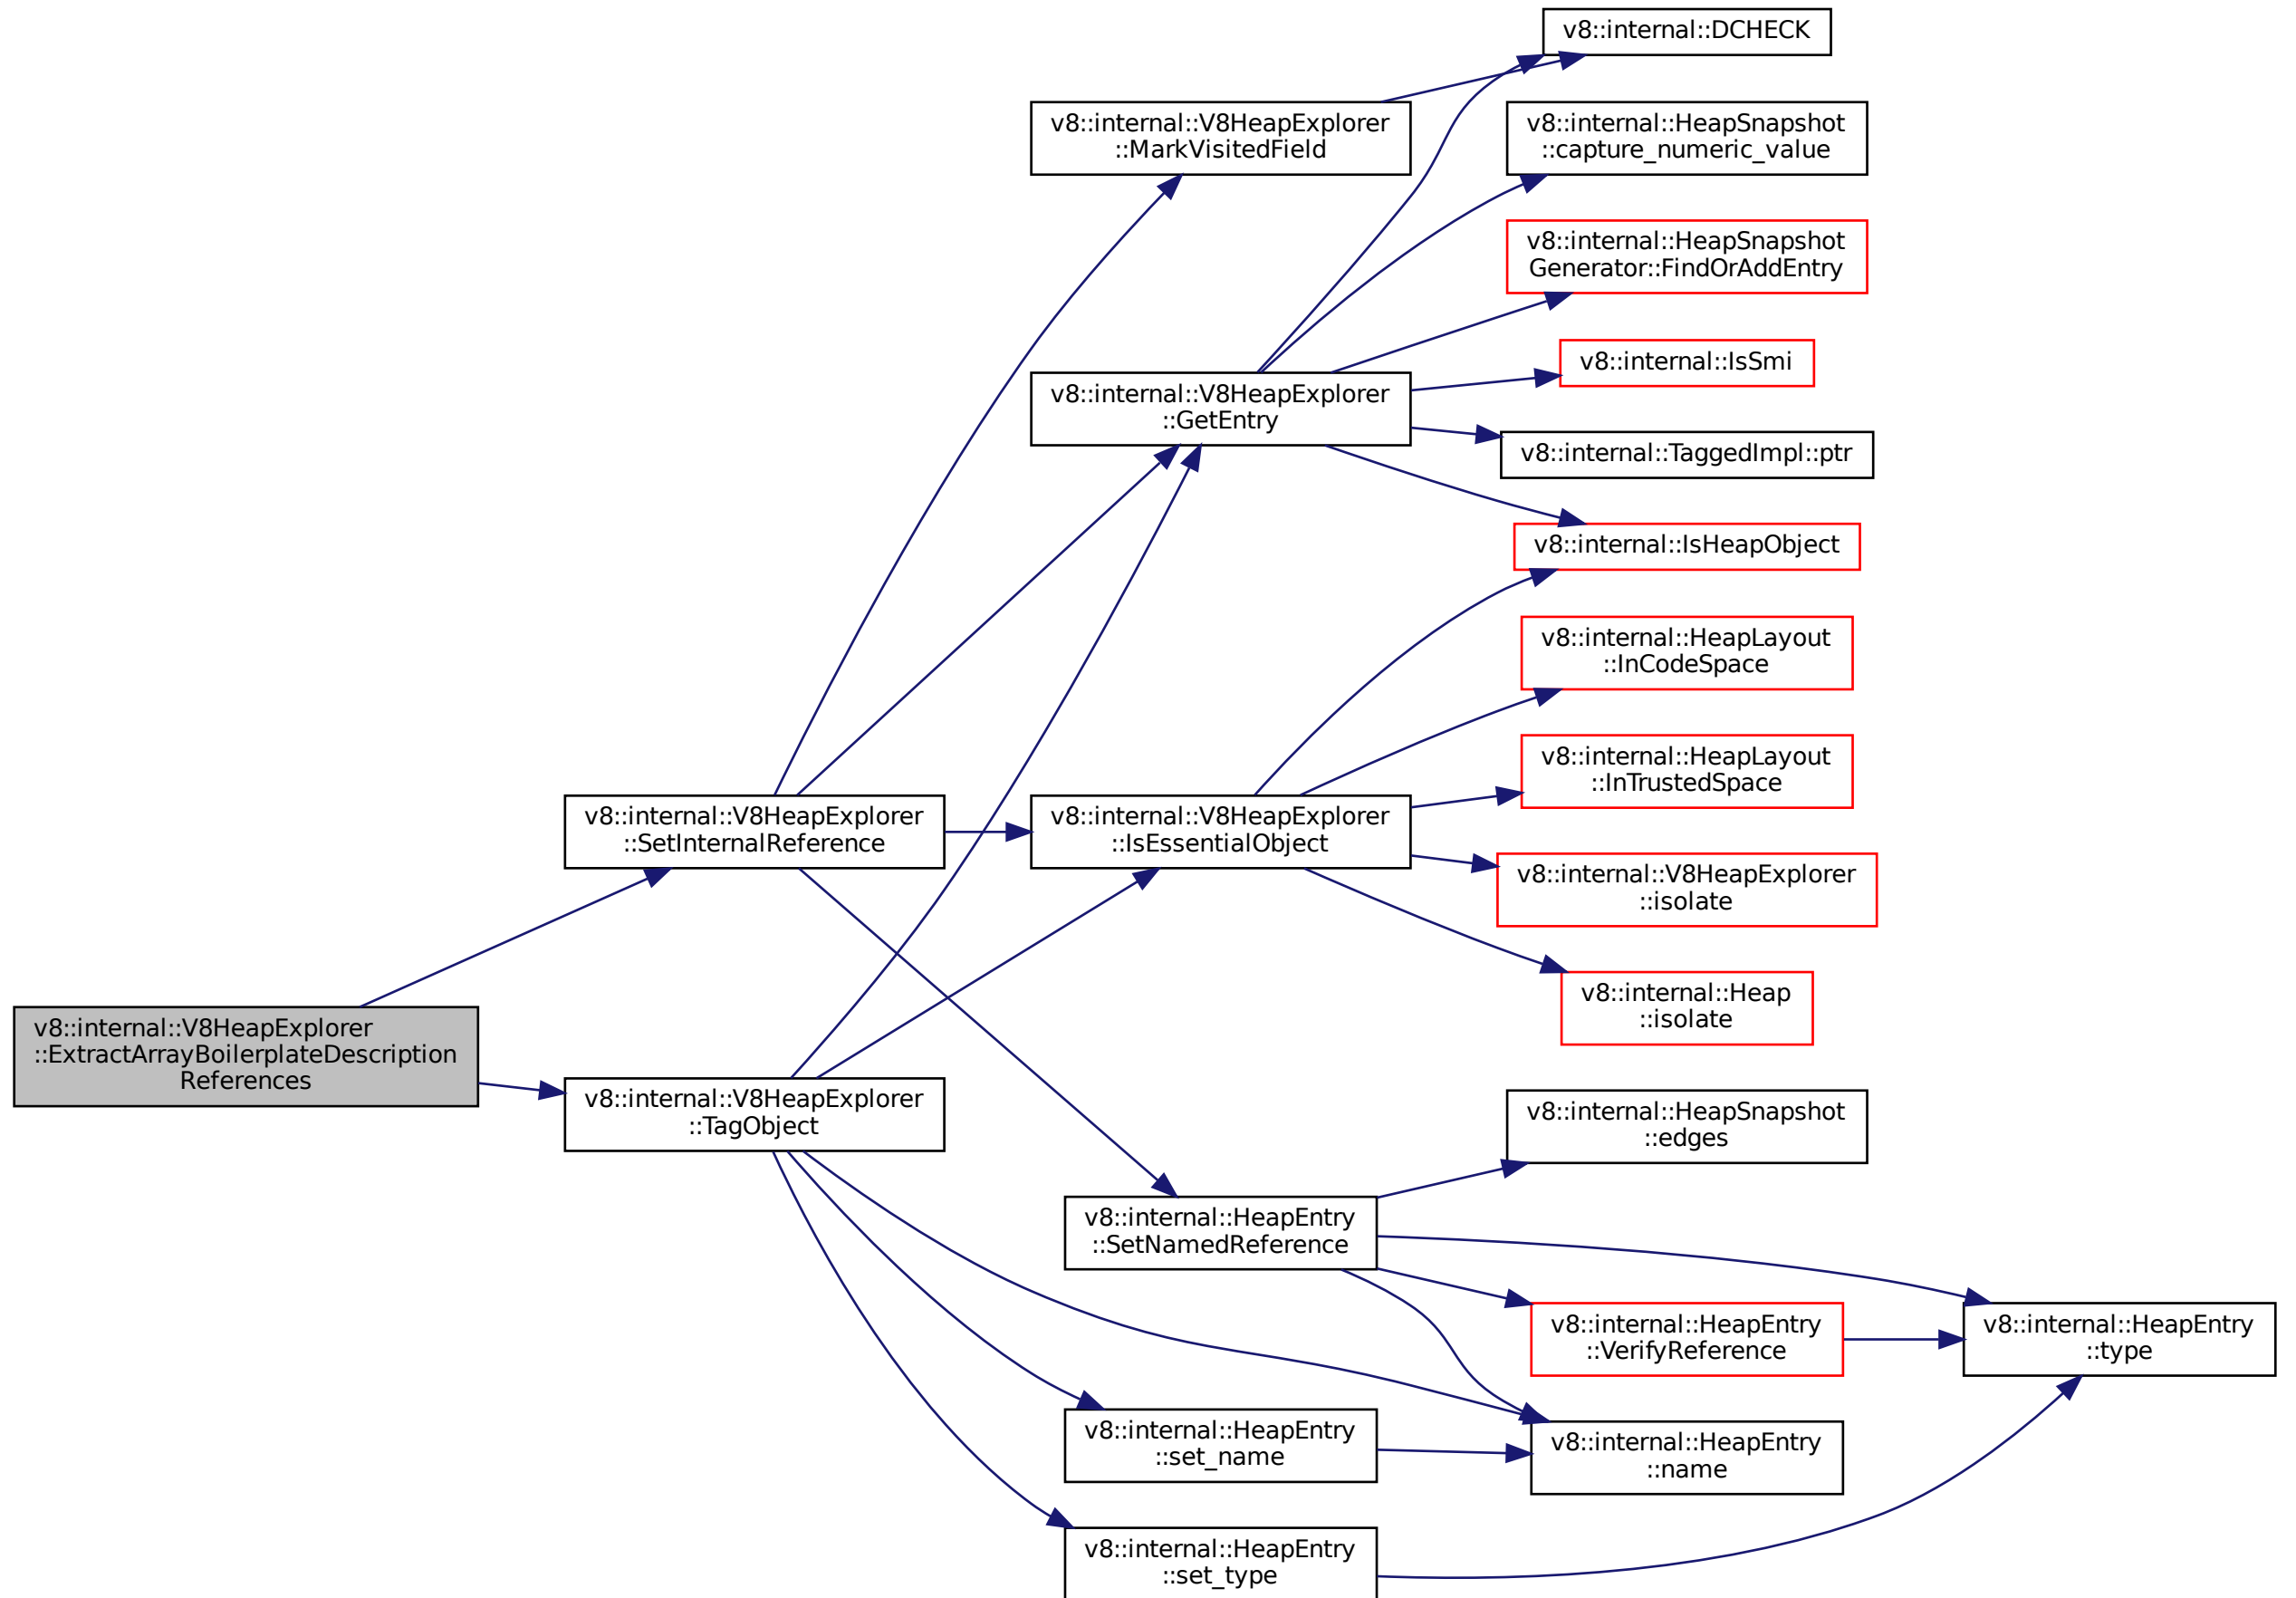 v8::internal::DCHECK
v8::internal::V8HeapExplorer
::MarkVisitedField
v8::internal::HeapSnapshot
::capture_numeric_value
v8::internal::HeapSnapshot
Generator::FindOrAddEntry
v8::internal::IsSmi
v8::internal::V8HeapExplorer
::GetEntry
v8::internal::TaggedImpl::ptr
v8::internal::IsHeapObject
v8::internal::HeapLayout
::InCodeSpace
v8::internal::HeapLayout
::InTrustedSpace
v8::internal::V8HeapExplorer
::SetInternalReference
v8::internal::V8HeapExplorer
::IsEssentialObject
v8::internal::V8HeapExplorer
::isolate
v8::internal::Heap
::isolate
v8::internal::V8HeapExplorer
::ExtractArrayBoilerplateDescription
References
v8::internal::V8HeapExplorer
::TagObject
v8::internal::HeapSnapshot
::edges
v8::internal::HeapEntry
::SetNamedReference
v8::internal::HeapEntry
::VerifyReference
v8::internal::HeapEntry
::type
v8::internal::HeapEntry
::set_name
v8::internal::HeapEntry
::name
v8::internal::HeapEntry
::set_type